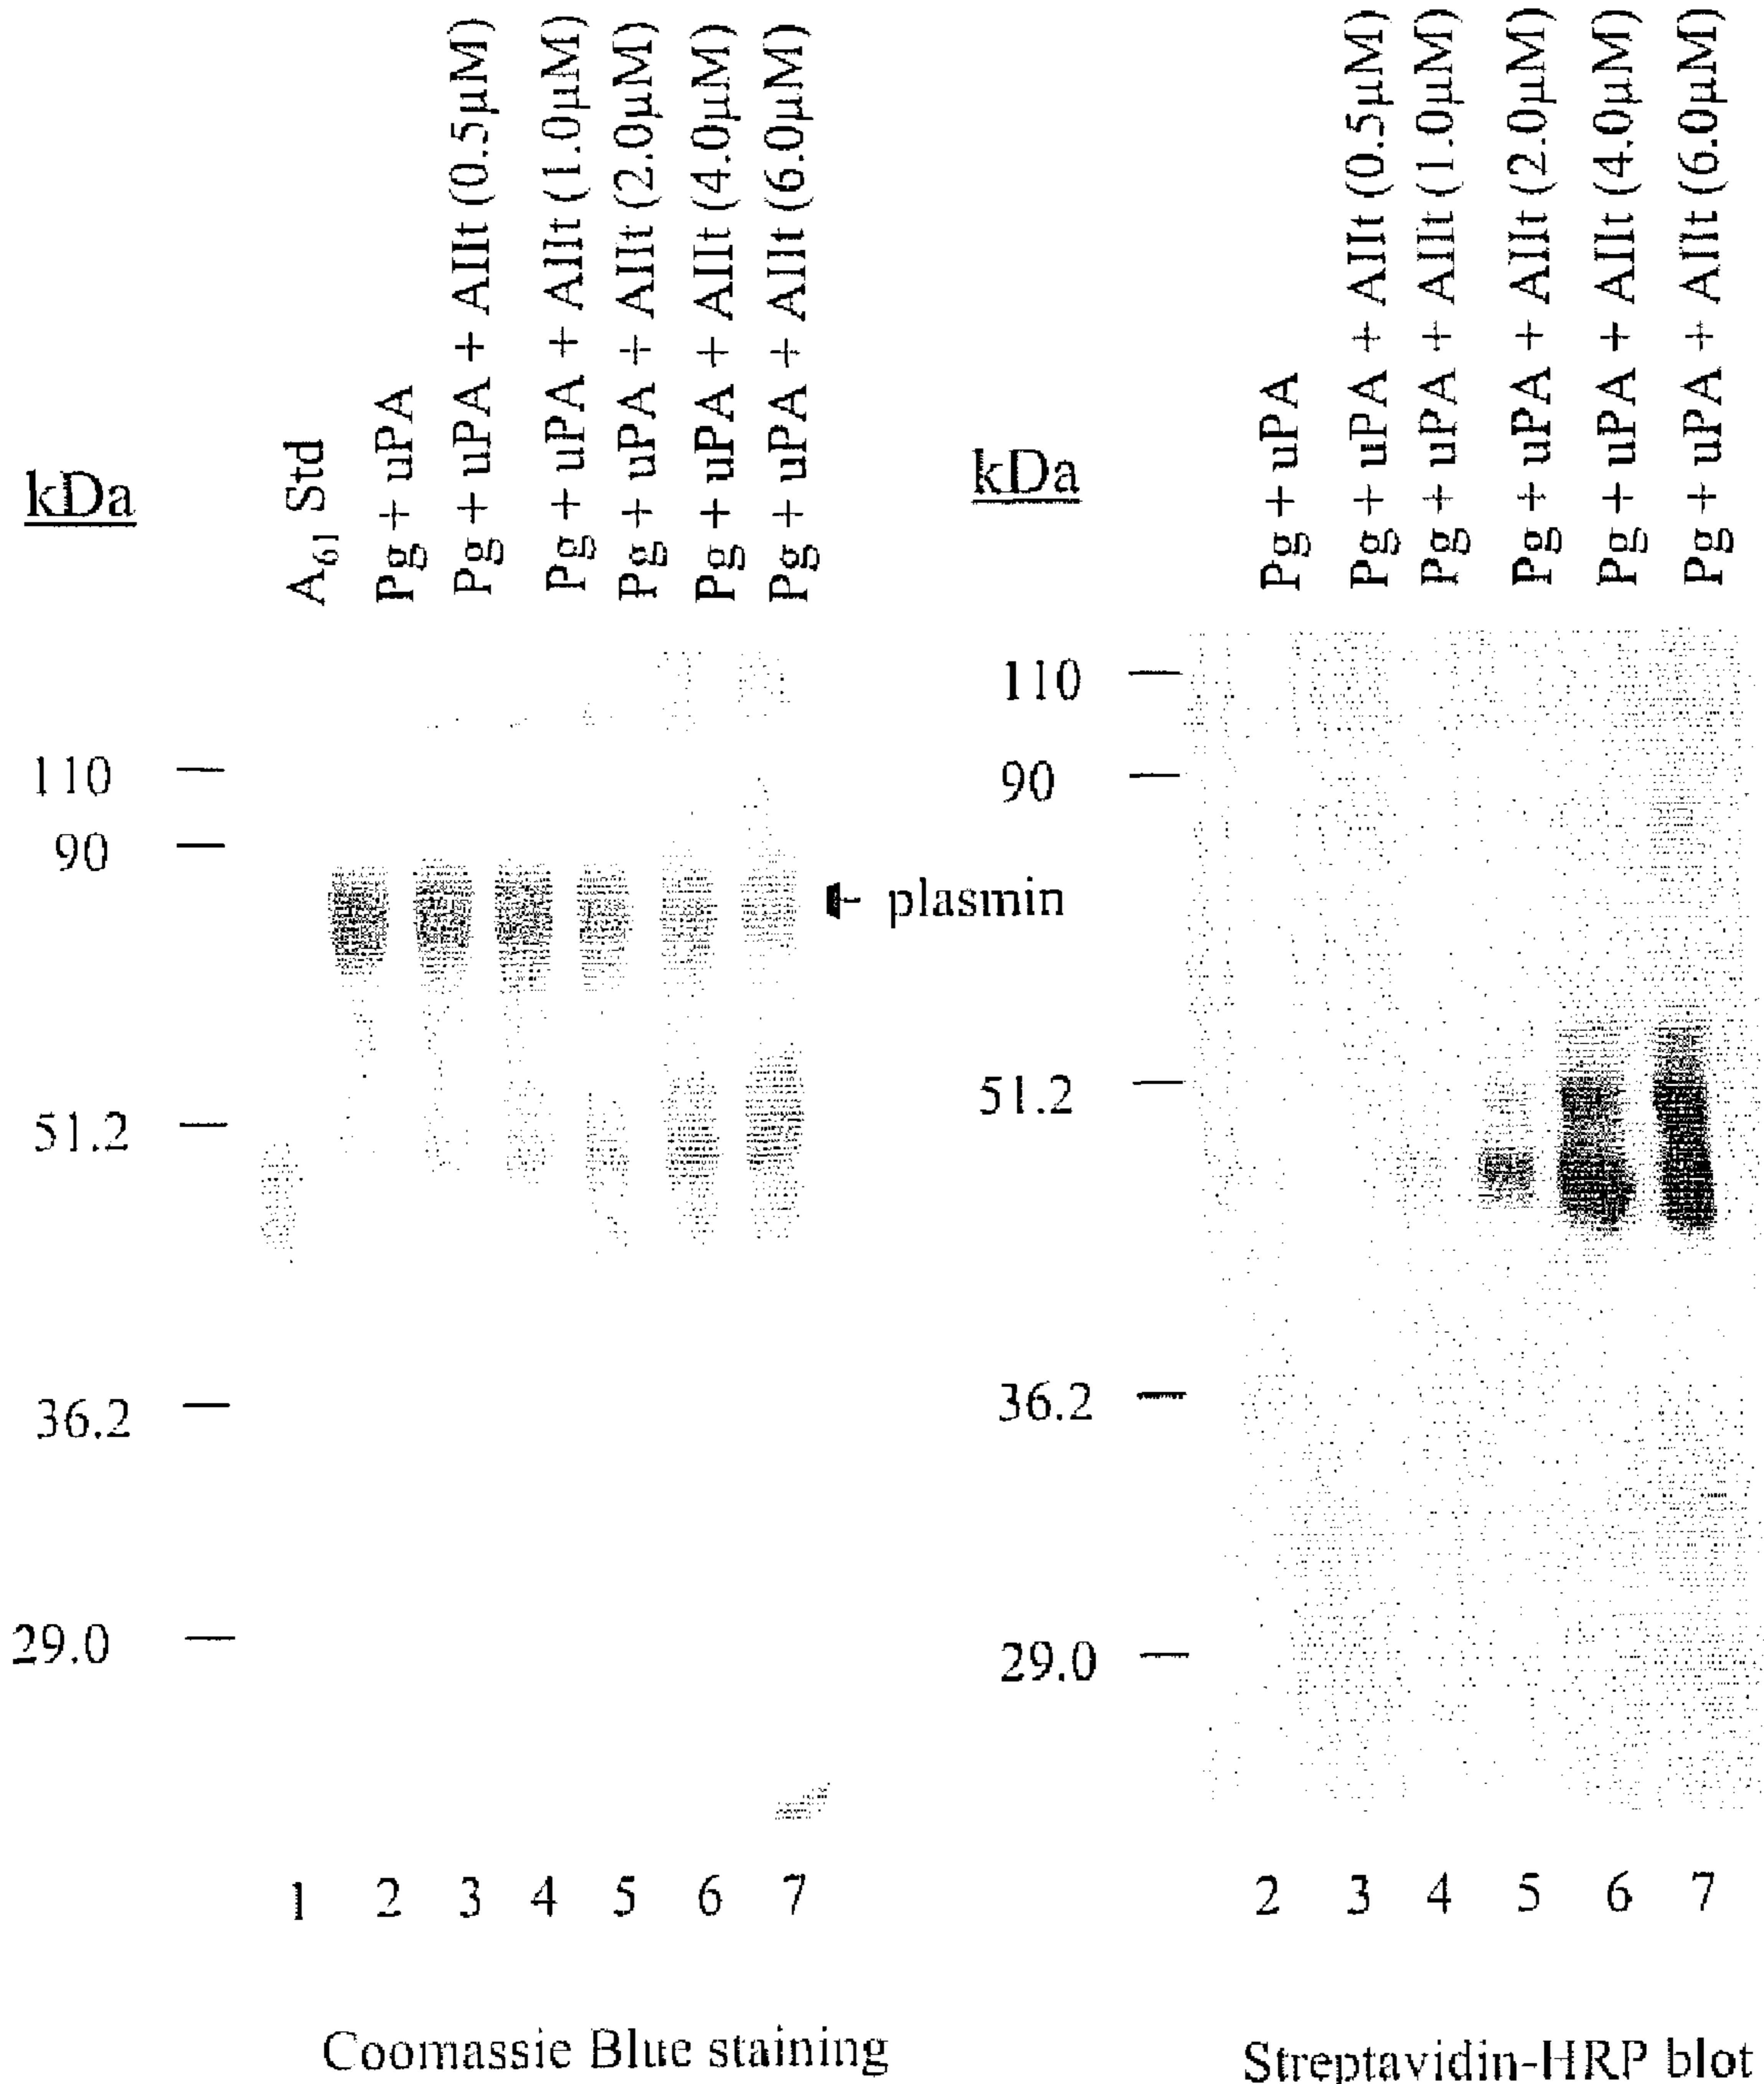 kDa
A61 Std
Pg + uPA
Pg + uPA + AIIt (0.5μM)
Pg + uPA + AIIt (1.0μM)
Pg + uPA + AIIt (2.0μM)
Pg + uPA + AIIt (4.0μM)
Pg + uPA + AIIt (6.0μM)
110
90
plasmin
51.2
36.2
29.0
1 2 3 4 5 6 7
Coomassie Blue staining
kDa
Pg + uPA
Pg + uPA + AIIt (0.5μM)
Pg + uPA + AIIt (1.0μM)
Pg + uPA + AIIt (2.0μM)
Pg + uPA + AIIt (4.0μM)
Pg + uPA + AIIt (6.0μM)
110
90
51.2
36.2
29.0
2 3 4 5 6 7
Streptavidin-HRP blot